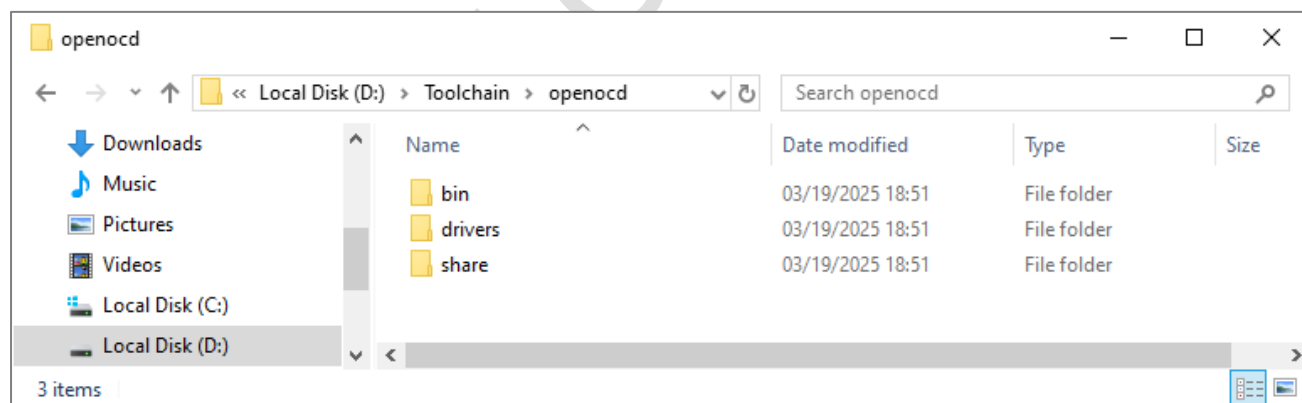 openocd
« Local Disk (D:) > Toolchain > openocd
Search openocd
Downloads
Music
Pictures
Videos
Local Disk (C:)
Local Disk (D:)
Name Date modified Type Size
bin 03/19/2025 18:51 File folder
drivers 03/19/2025 18:51 File folder
share 03/19/2025 18:51 File folder
3 items